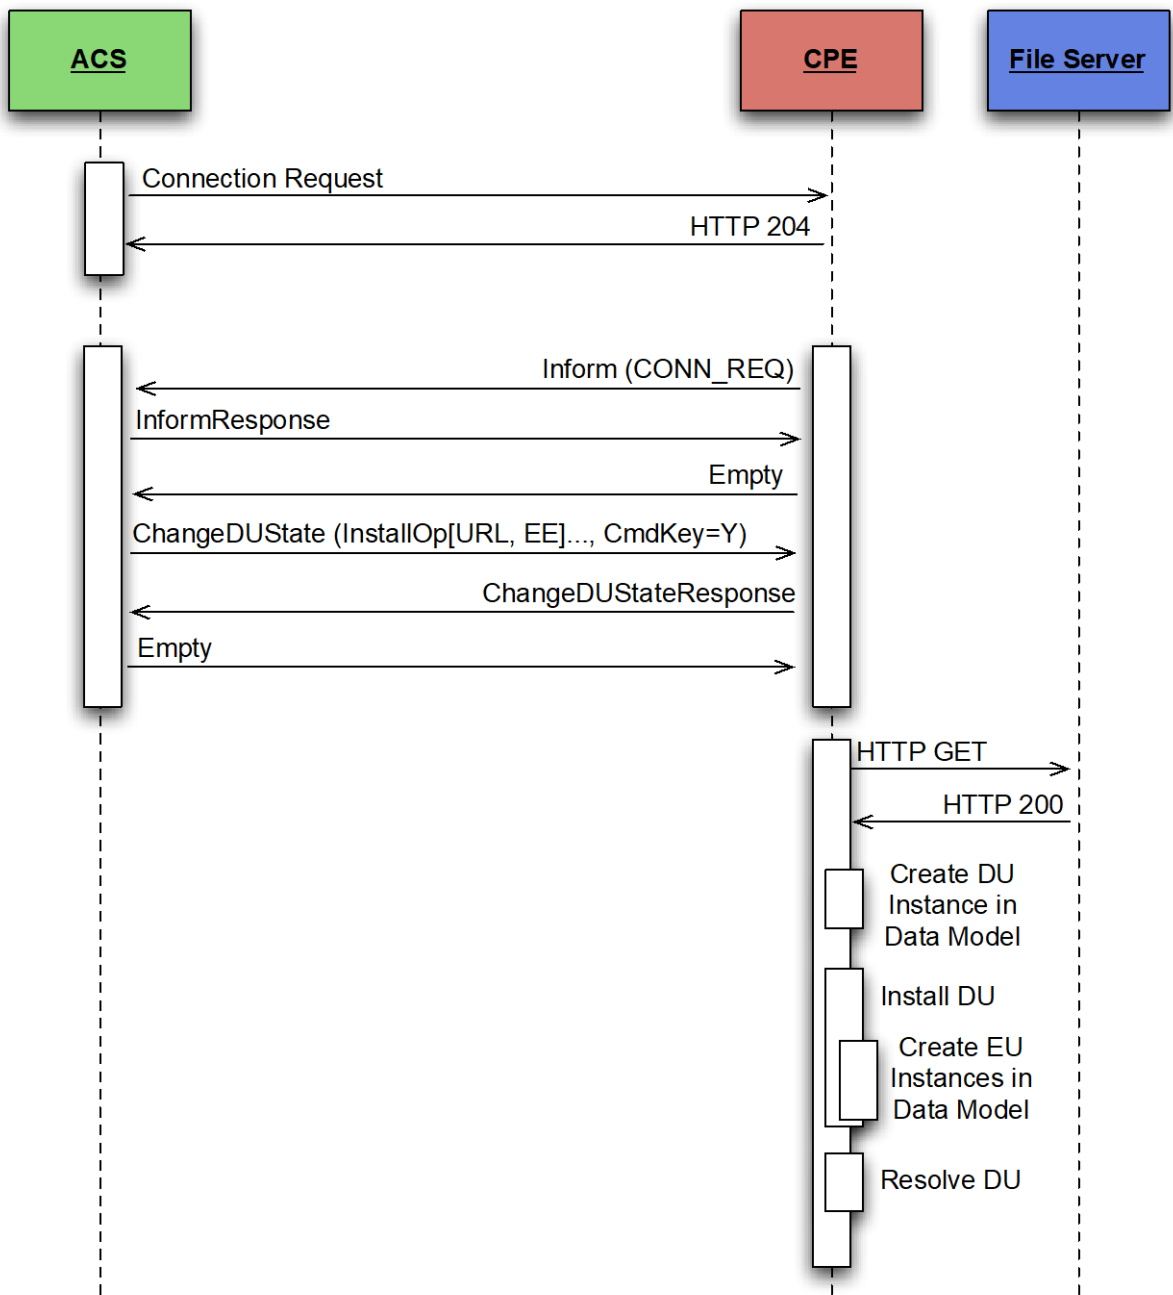 ACS
CPE
File Server
Connection Request
HTTP 204
Inform (CONN_REQ)
InformResponse
Empty
ChangeDUState (InstallOp[URL, EE]..., CmdKey=Y)
ChangeDUStateResponse
Empty
HTTP GET
HTTP 200
Create DU
Instance in
Data Model
Install DU
Create EU
Instances in
Data Model
Resolve DU